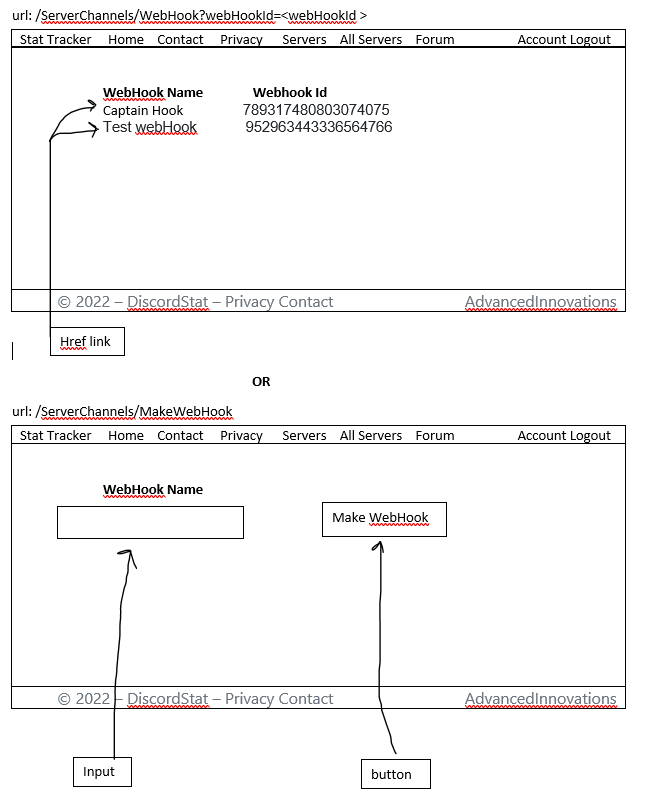 url: /ServerChannels/WebHook?webHookId=<webHookId >
Stat Tracker Home Contact Privacy Servers All Servers Forum Account Logout
WebHook Name Webhook Id
Captain Hook 789317480803074075
Test webHook 952963443336564766
© 2022 – DiscordStat – Privacy Contact AdvancedInnovations
Href link
OR
url: /ServerChannels/MakeWebHook
Stat Tracker Home Contact Privacy Servers All Servers Forum Account Logout
WebHook Name
Make WebHook
© 2022 – DiscordStat – Privacy Contact AdvancedInnovations
Input
button